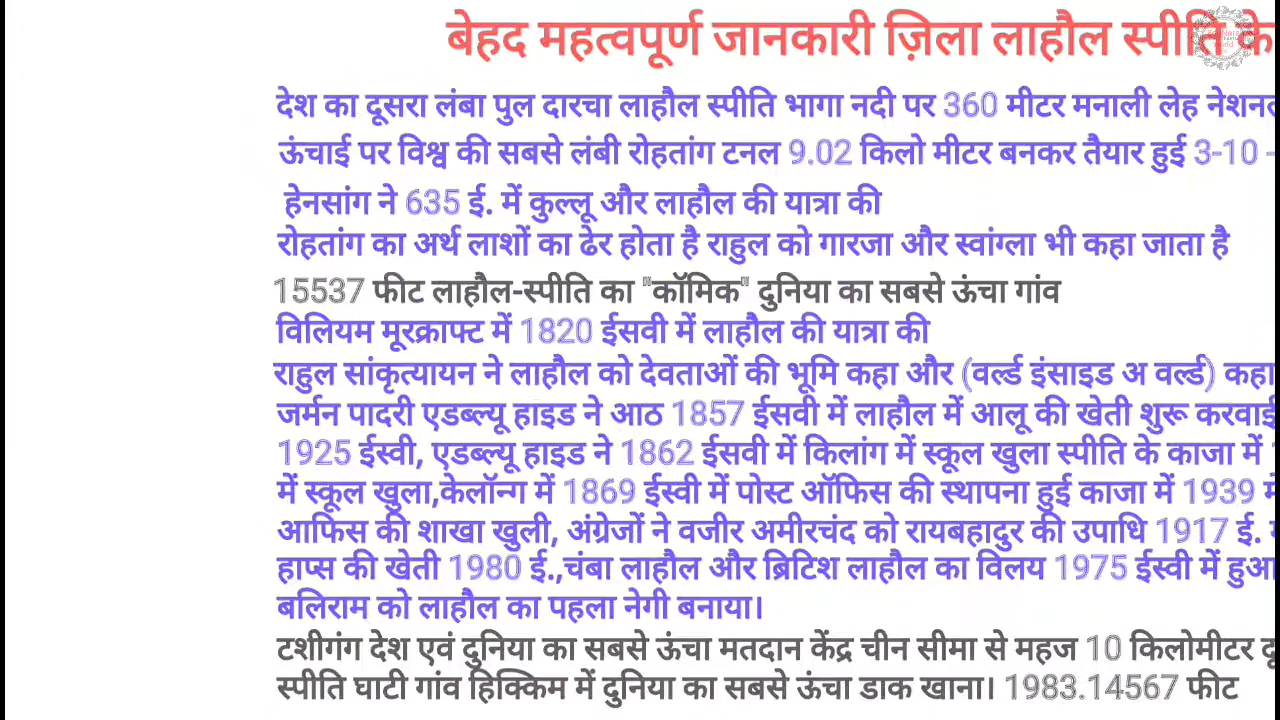 बेहद महत्वपूर्ण जानकारी ज़िला लाहौल स्पीति के
देश का दूसरा लंबा पुल दारचा लाहौल स्पीति भागा नदी पर 360 मीटर मनाली लेह नेशनल
ऊंचाई पर विश्व की सबसे लंबी रोहतांग टनल 9.02 किलो मीटर बनकर तैयार हुई 3-10 -
हेनसांग ने 635 ई. में कुल्लू और लाहौल की यात्रा की
रोहतांग का अर्थ लाशों का ढेर होता है राहुल को गारजा और स्वांग्ला भी कहा जाता है
15537 फीट लाहौल-स्पीति का "कॉमिक" दुनिया का सबसे ऊंचा गांव
विलियम मूरक्राफ्ट में 1820 ईसवी में लाहौल की यात्रा की
राहुल सांकृत्यायन ने लाहौल को देवताओं की भूमि कहा और (वर्ल्ड इंसाइड अ वर्ल्ड) कहा
जर्मन पादरी एडब्ल्यू हाइड ने आठ 1857 ईसवी में लाहौल में आलू की खेती शुरू करवाई
1925 ईस्वी, एडब्ल्यू हाइड ने 1862 ईसवी में किलांग में स्कूल खुला स्पीति के काजा में
में स्कूल खुला,केलॉन्ग में 1869 ईस्वी में पोस्ट ऑफिस की स्थापना हुई काजा में 1939 में
आफिस की शाखा खुली, अंग्रेजों ने वजीर अमीरचंद को रायबहादुर की उपाधि 1917 ई.
हाप्स की खेती 1980 ई.,चंबा लाहौल और ब्रिटिश लाहौल का विलय 1975 ईस्वी में हुआ
बलिराम को लाहौल का पहला नेगी बनाया।
टशीगंग देश एवं दुनिया का सबसे ऊंचा मतदान केंद्र चीन सीमा से महज 10 किलोमीटर
स्पीति घाटी गांव हिक्किम में दुनिया का सबसे ऊंचा डाक खाना। 1983.14567 फीट